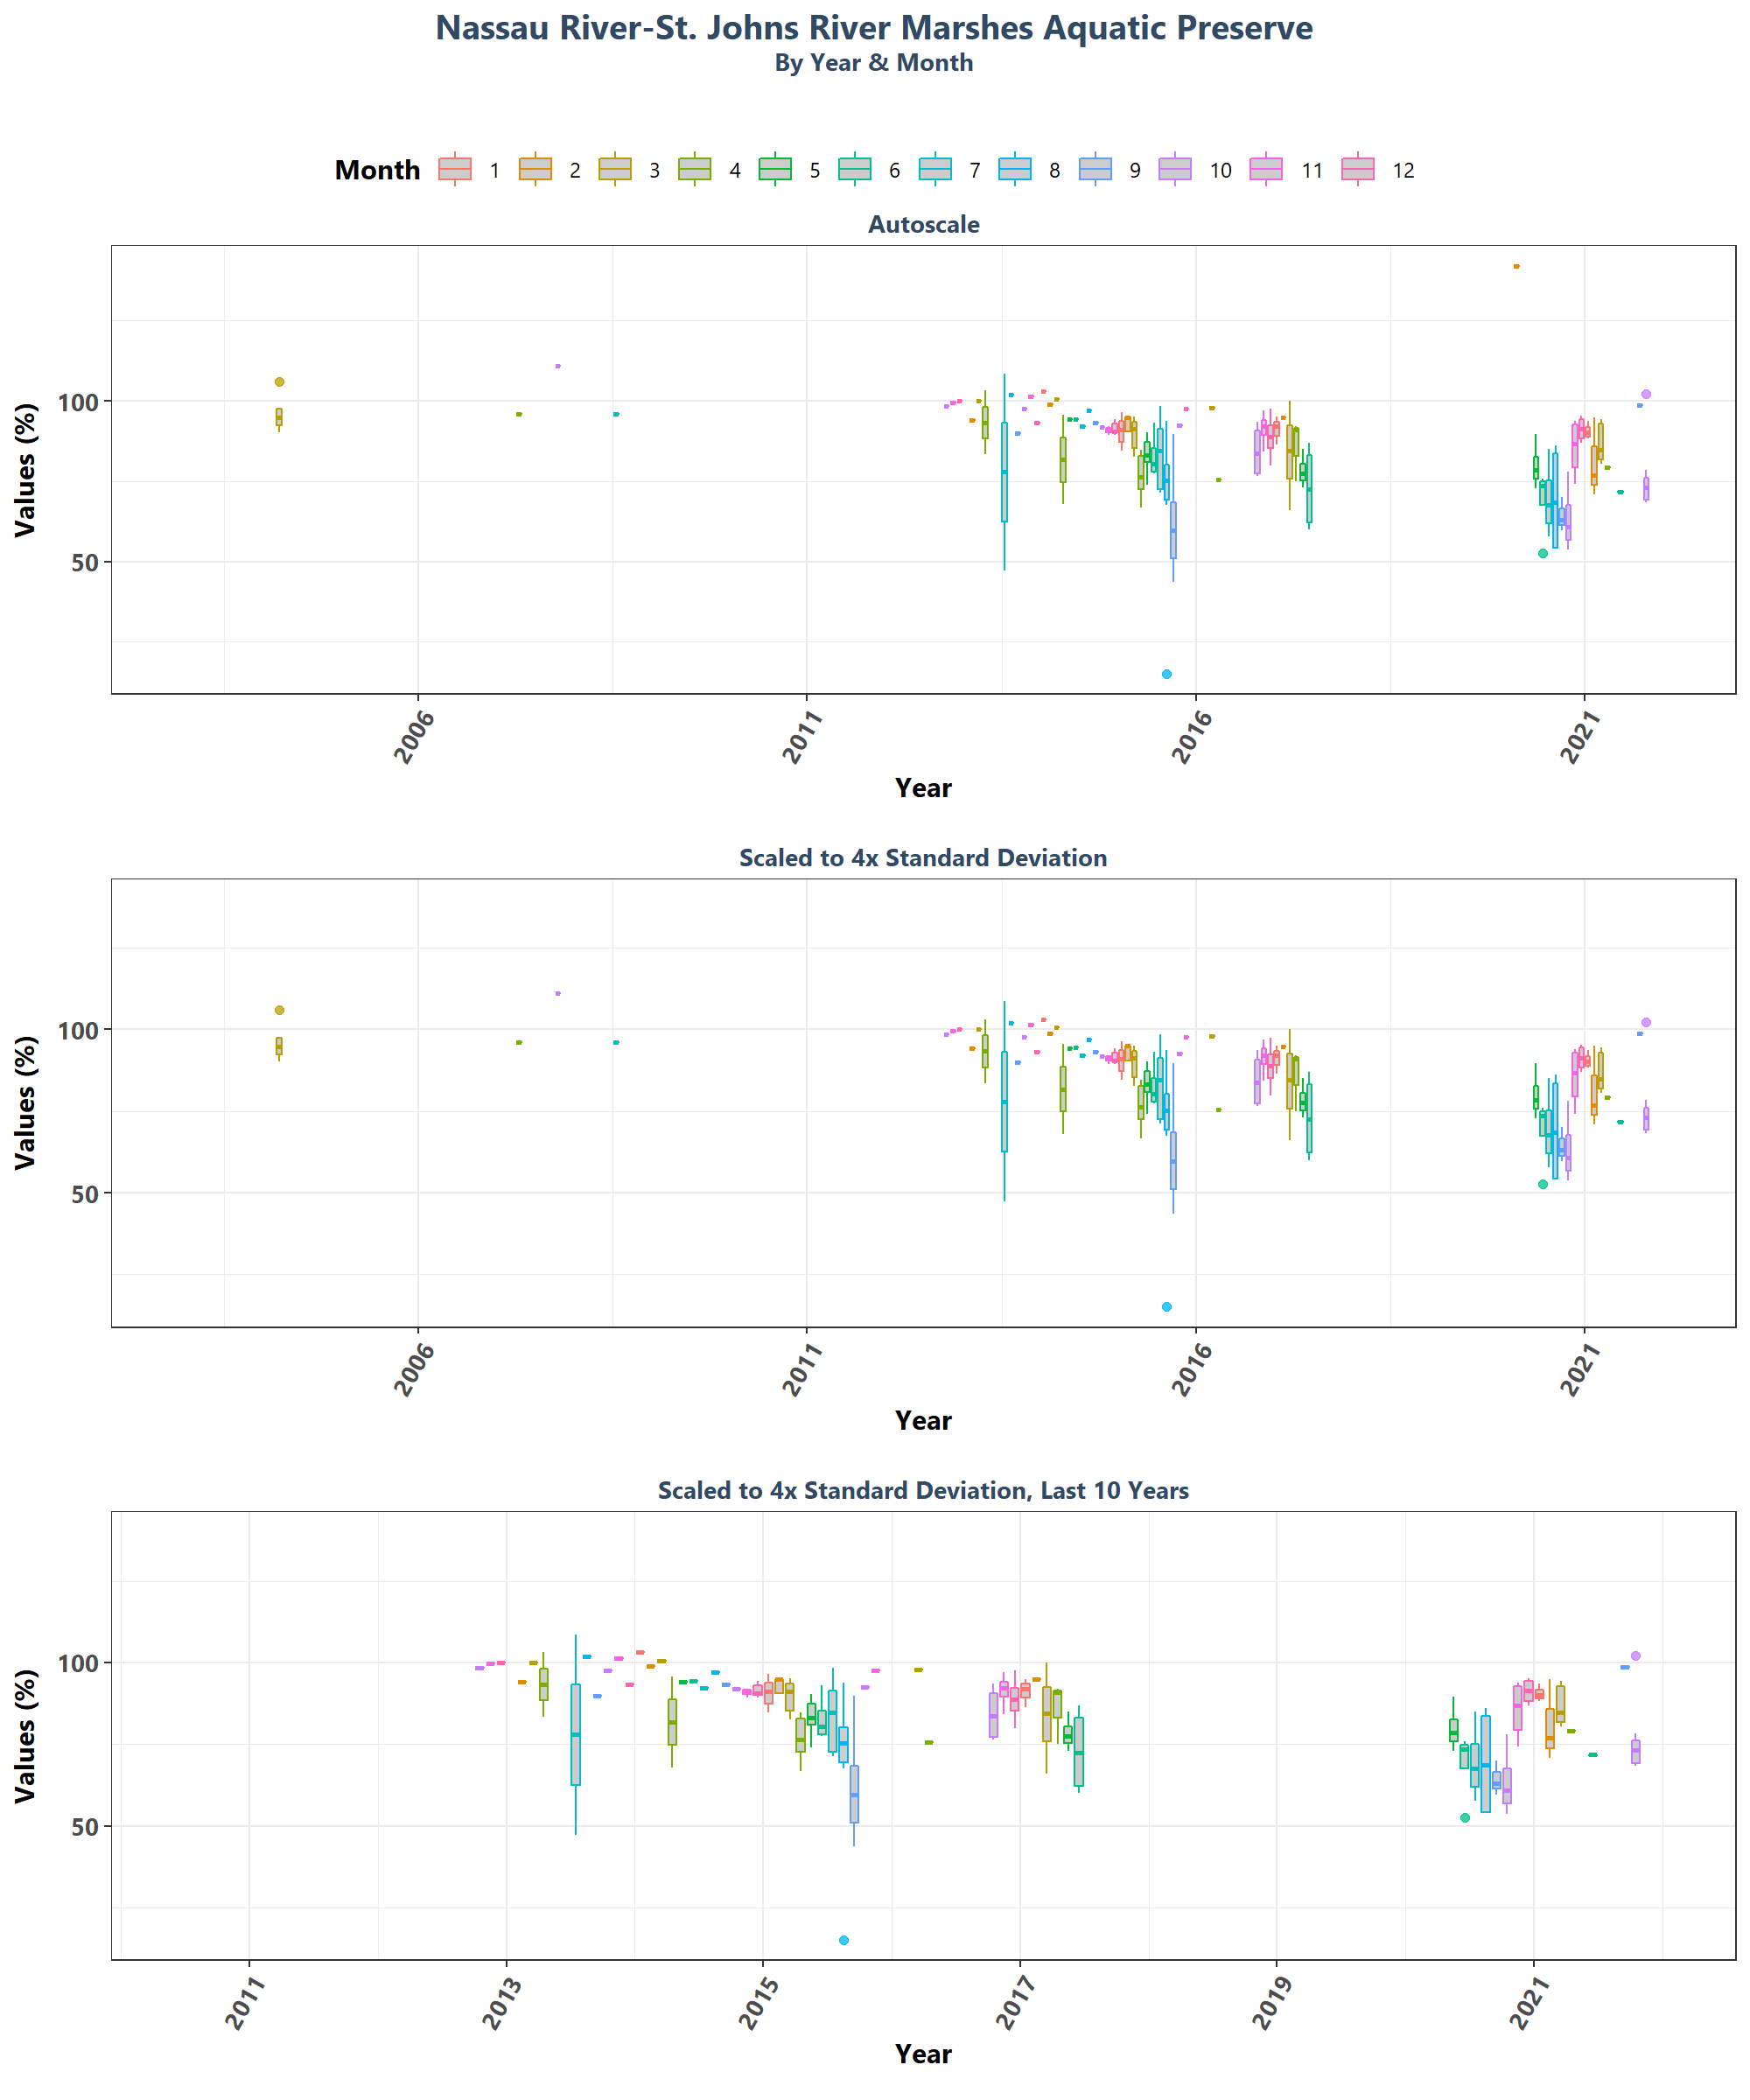 Nassau River-St. Johns River Marshes Aquatic Preserve
By Year & Month
Month 1 2 3 4 5 6 7 8 9 10 11 12
Autoscale
Values (%)
100
50
2006 2011 2016 2021
Year
Scaled to 4x Standard Deviation
Values (%)
100
50
2006 2011 2016 2021
Year
Scaled to 4x Standard Deviation, Last 10 Years
Values (%)
100
50
2011 2013 2015 2017 2019 2021
Year